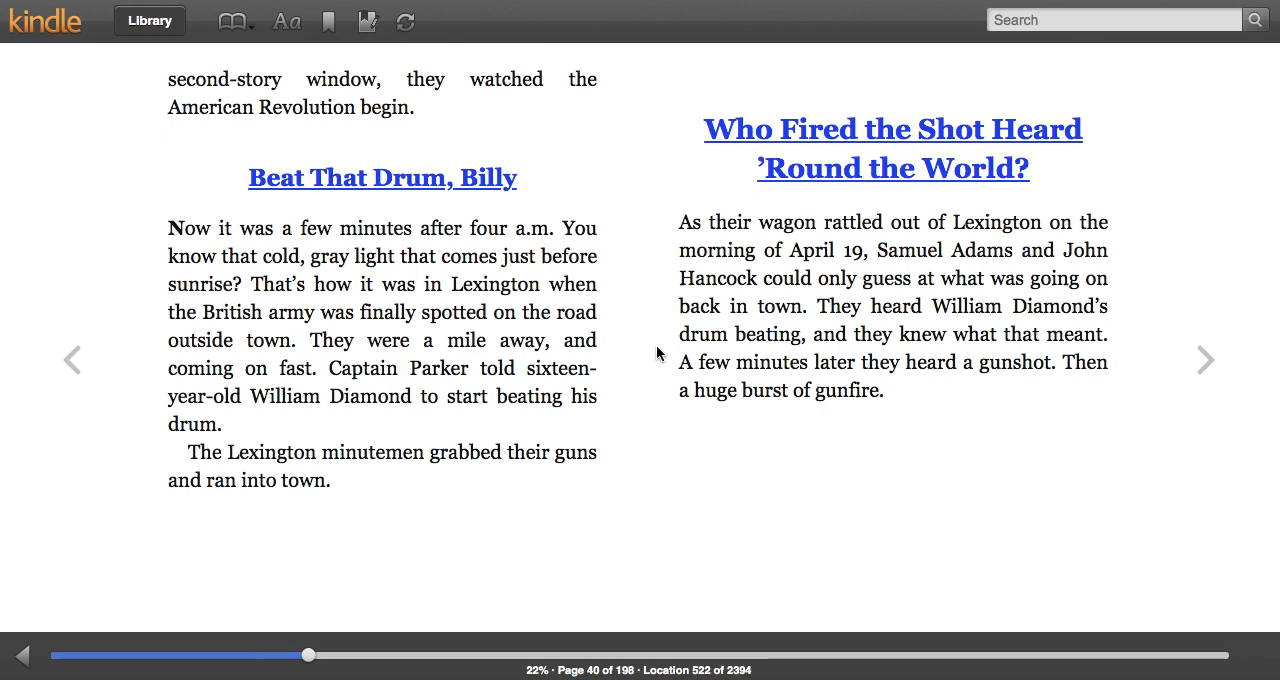 kindle
Library
Aa
Search
second-story window, they watched the
American Revolution begin.
Beat That Drum, Billy
Now it was a few minutes after four a.m. You
know that cold, gray light that comes just before
sunrise? That's how it was in Lexington when
the British army was finally spotted on the road
outside town. They were a mile away, and
coming on fast. Captain Parker told sixteen-
year-old William Diamond to start beating his
drum.
The Lexington minutemen grabbed their guns
and ran into town.
Who Fired the Shot Heard
’Round the World?
As their wagon rattled out of Lexington on the
morning of April 19, Samuel Adams and John
Hancock could only guess at what was going on
back in town. They heard William Diamond’s
drum beating, and they knew what that meant.
A few minutes later they heard a gunshot. Then
a huge burst of gunfire.
22% · Page 40 of 198 · Location 522 of 2394